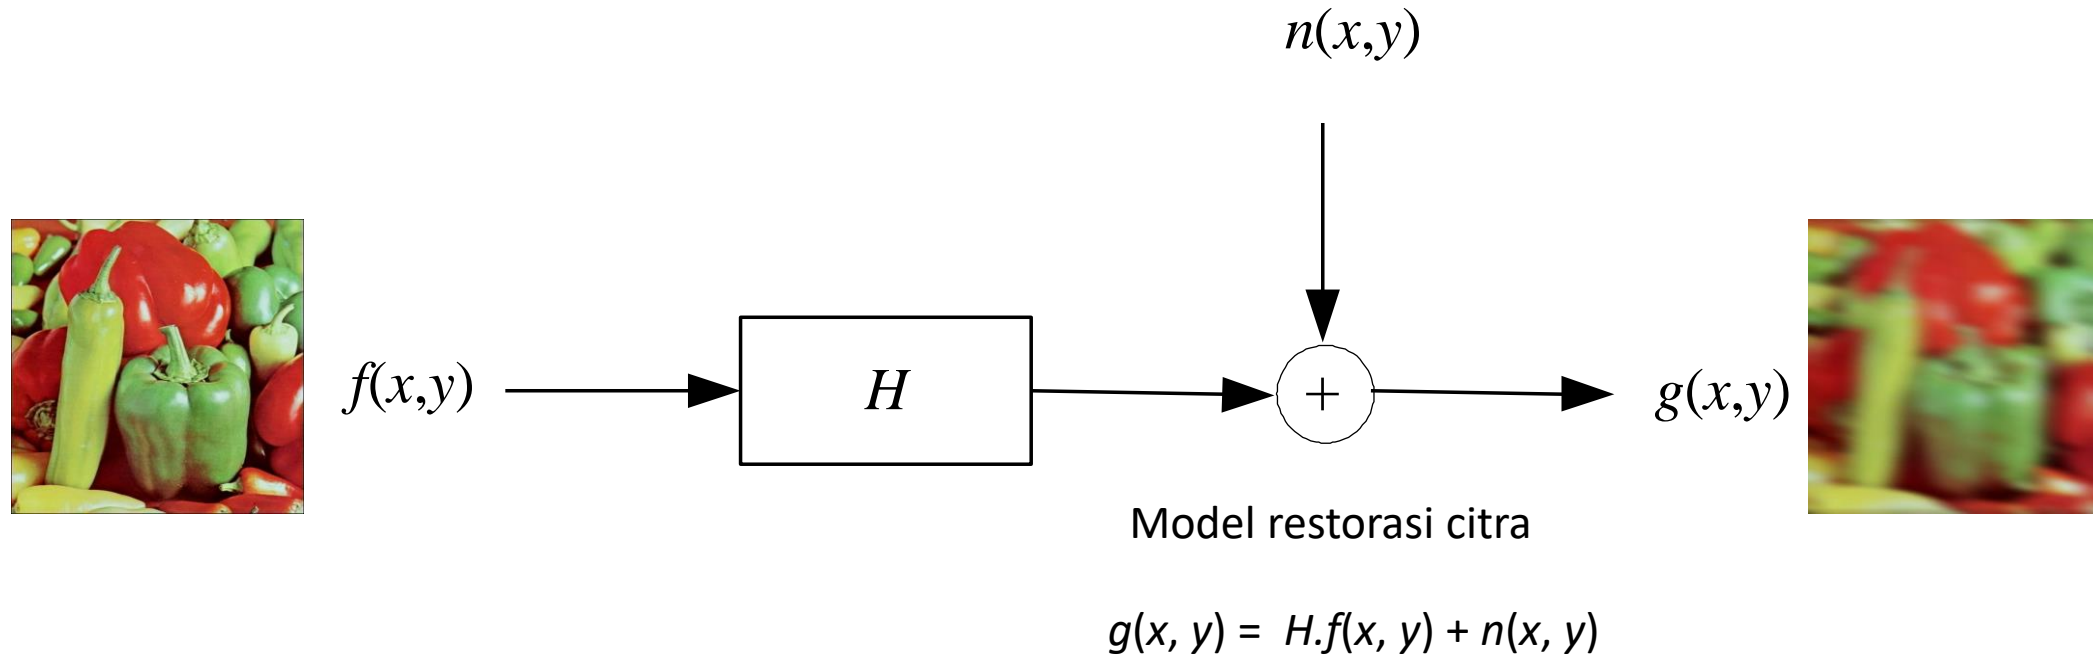 n(x,y)
f(x,y)
H
+
g(x,y)
Model restorasi citra
g(x, y) = H.f(x, y) + n(x, y)